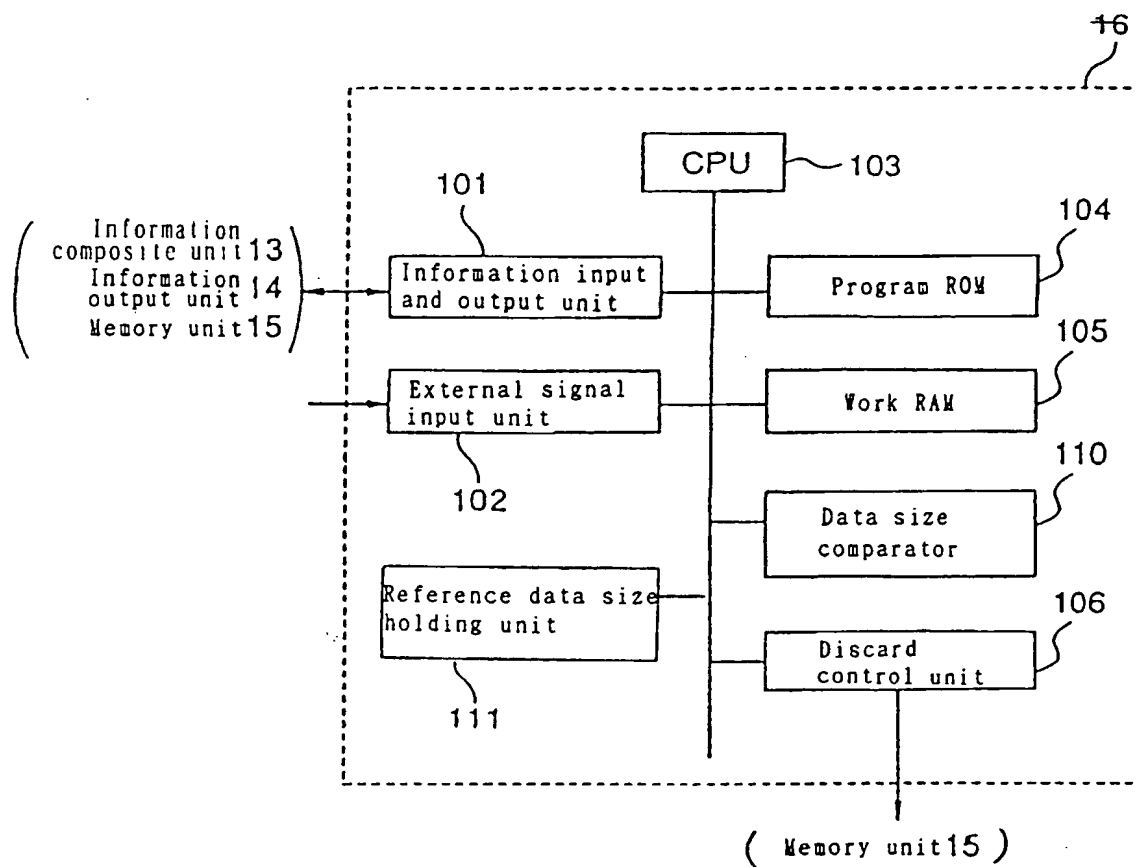 16
CPU
103
101
104
Information
composite unit 13
Information
output unit 14
Memory unit 15
Information input
and output unit
Program ROM
105
External signal
input unit
Work RAM
102
110
Data size
comparator
Reference data size
holding unit
106
Discard
control unit
111
( Memory unit 15 )